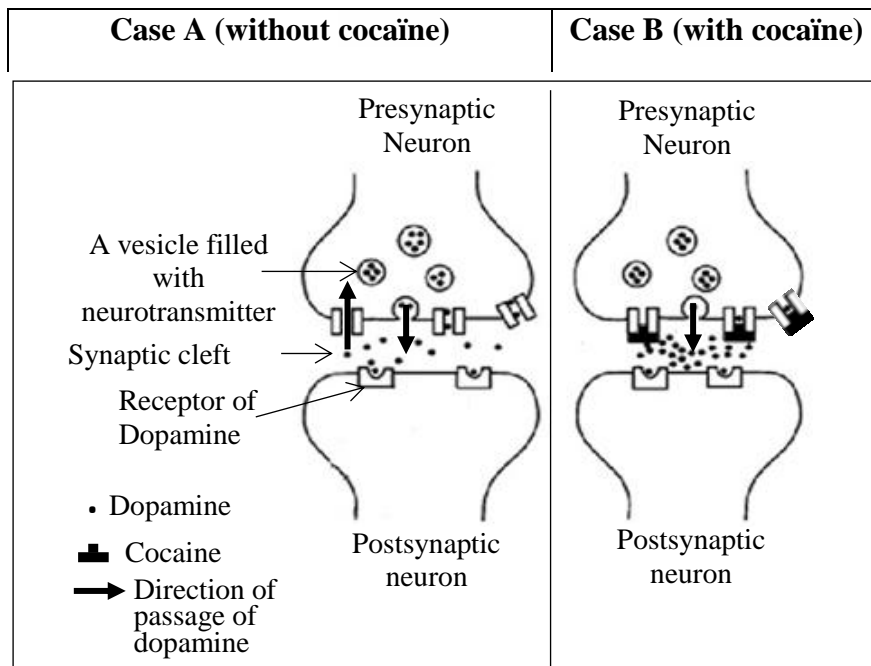 Case A (without cocaïne)
Case B (with cocaïne)
Presynaptic
Neuron
Presynaptic
Neuron
A vesicle filled
with
neurotransmitter
Synaptic cleft
Receptor of
Dopamine
Dopamine
Cocaine
Direction of
passage of
dopamine
Postsynaptic
neuron
Postsynaptic
neuron